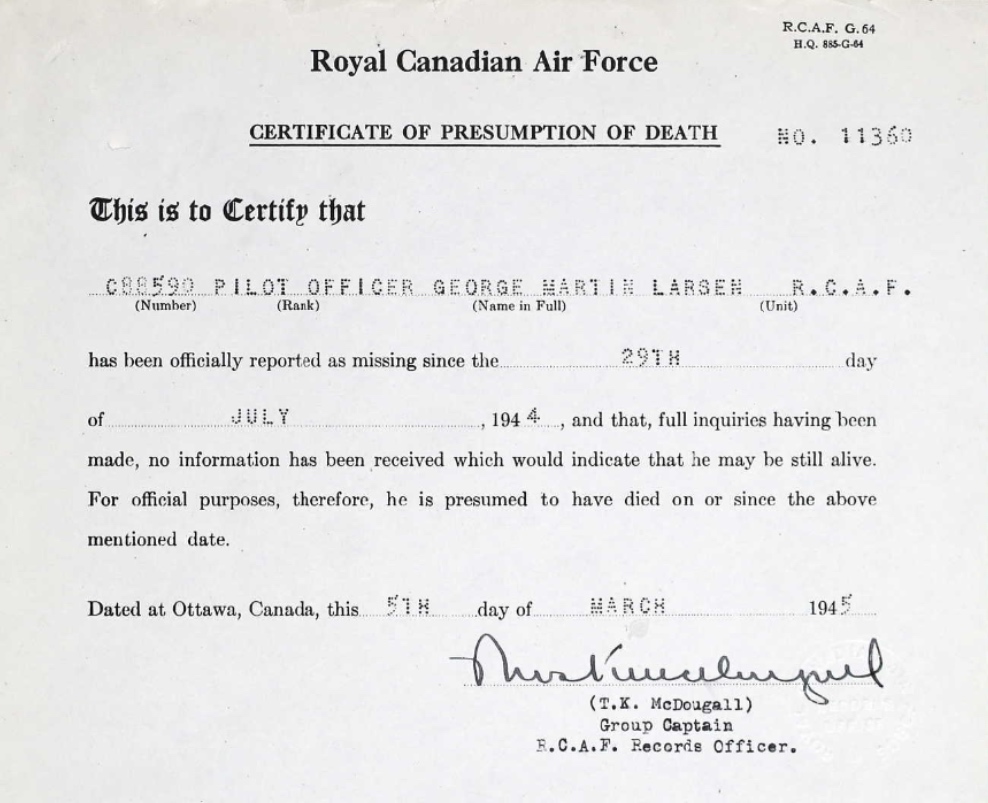 R.C.A.F. G.64
H.Q. 885-G-64
Royal Canadian Air Force
CERTIFICATE OF PRESUMPTION OF DEATH NO. 11360
This is to Certify that
C88590 PILOT OFFICER GEORGE MARTIN LARSEN R.C.A.F.
(Number) (Rank) (Name in Full) (Unit)
has been officially reported as missing since the 29TH day
of JULY, 1944, and that, full inquiries having been
made, no information has been received which would indicate that he may be still alive.
For official purposes, therefore, he is presumed to have died on or since the above
mentioned date.
Dated at Ottawa, Canada, this 5TH day of MARCH 1945
(T.K. McDougall)
Group Captain
R.C.A.F. Records Officer.